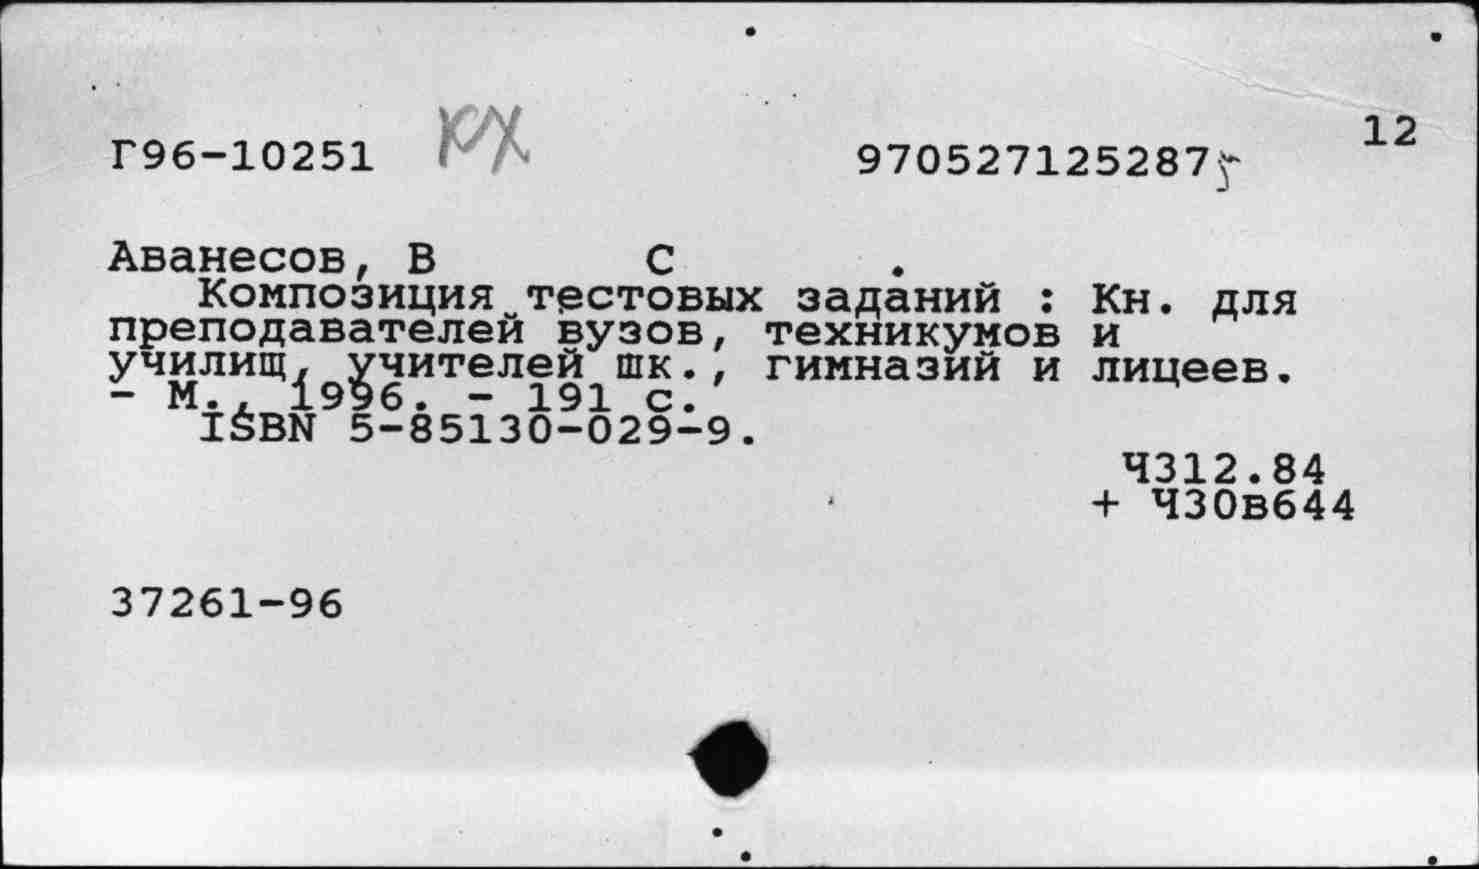 12
Г96-10251 РХ 970527125287
Аванесов, В С .
Композиция тестовых заданий : Кн. для
преподавателей вузов, техникумов и
училищ, учителей шк., гимназий и лицеев.
- М., 1996. - 191 с.
ISBN 5-85130-029-9.
Ч312.84
+ Ч30в644
37261-96